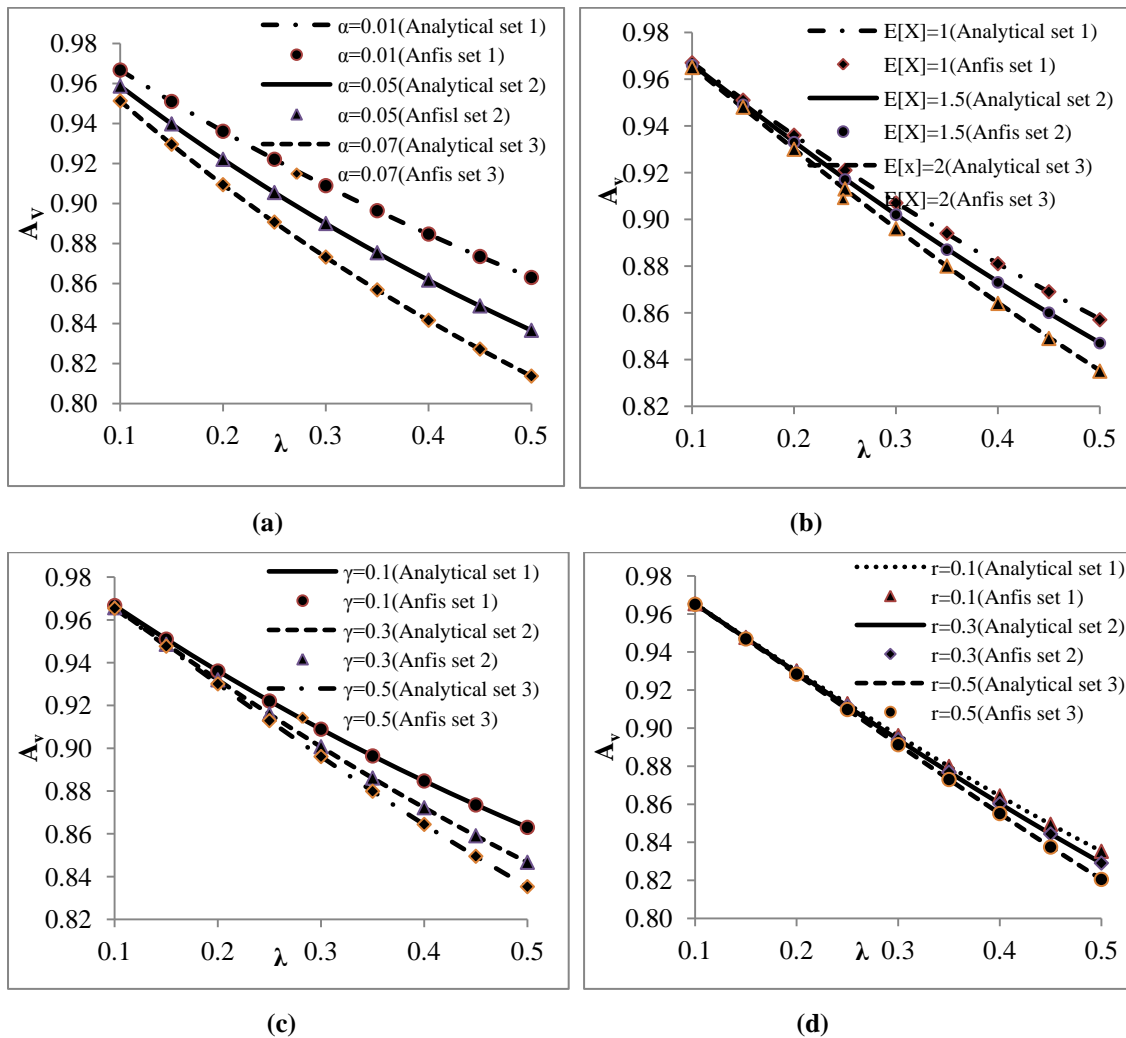 α=0.01(Analytical set 1)
α=0.01(Anfis set 1)
α=0.05(Analytical set 2)
α=0.05(Anfisl set 2)
α=0.07(Analytical set 3)
α=0.07(Anfis set 3)
0.98
0.96
0.94
0.92
0.90
0.88
0.86
0.84
0.82
0.80
Av
0.1 0.2 0.3 0.4 0.5
λ
(a)
E[X]=1(Analytical set 1)
E[X]=1(Anfis set 1)
E[X]=1.5(Analytical set 2)
E[X]=1.5(Anfis set 2)
E[x]=2(Analytical set 3)
E[X]=2(Anfis set 3)
0.98
0.96
0.94
0.92
0.90
0.88
0.86
0.84
0.82
Av
0.1 0.2 0.3 0.4 0.5
λ
(b)
γ=0.1(Analytical set 1)
γ=0.1(Anfis set 1)
γ=0.3(Analytical set 2)
γ=0.3(Anfis set 2)
γ=0.5(Analytical set 3)
γ=0.5(Anfis set 3)
0.98
0.96
0.94
0.92
0.90
0.88
0.86
0.84
0.82
Av
0.1 0.2 0.3 0.4 0.5
λ
(c)
r=0.1(Analytical set 1)
r=0.1(Anfis set 1)
r=0.3(Analytical set 2)
r=0.3(Anfis set 2)
r=0.5(Analytical set 3)
r=0.5(Anfis set 3)
0.98
0.96
0.94
0.92
0.90
0.88
0.86
0.84
0.82
0.80
Av
0.1 0.2 0.3 0.4 0.5
λ
(d)